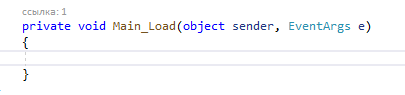 ссылка: 1
private void Main_Load(object sender, EventArgs e)
{
}